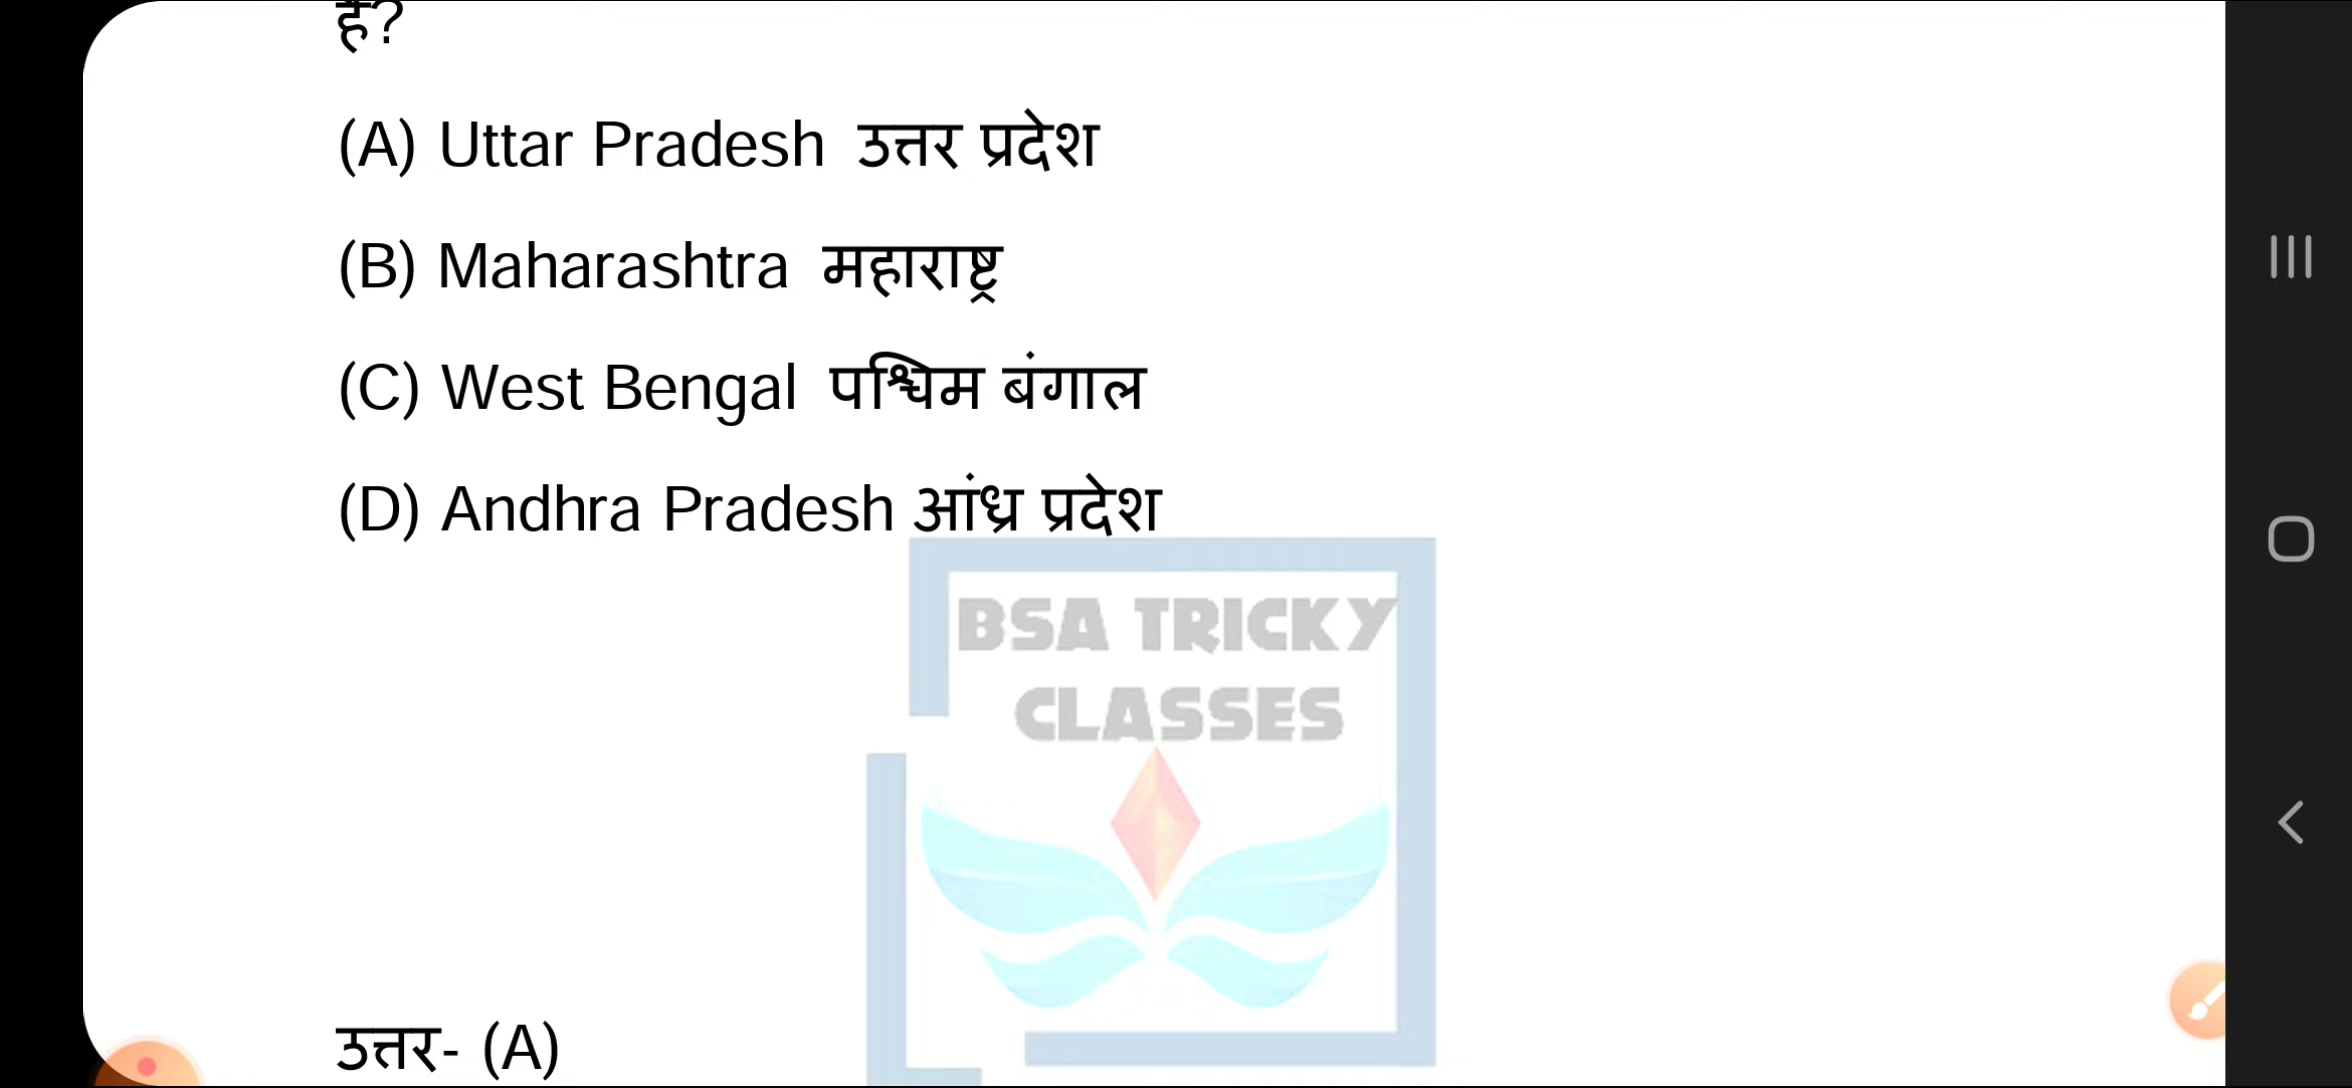 है?
(A) Uttar Pradesh उत्तर प्रदेश
(B) Maharashtra महाराष्ट्र
(C) West Bengal पश्चिम बंगाल
(D) Andhra Pradesh आंध्र प्रदेश
BSA TRICKY
CLASSES
उत्तर- (A)